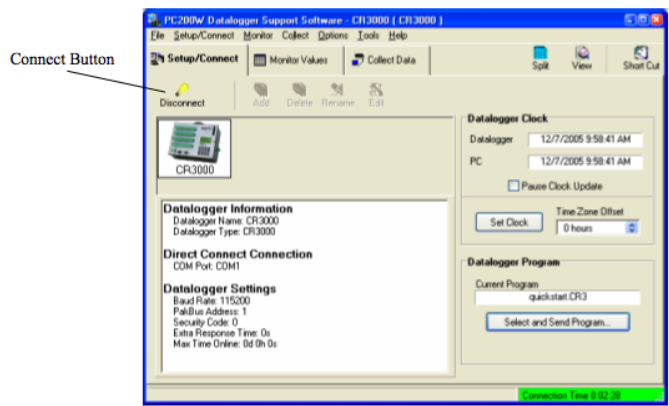 PC200W Datalogger Support Software - CR3000 ( CR3000 )
File Setup/Connect Monitor Collect Options Tools Help
Connect Button
Setup/Connect Monitor Values Collect Data Split View Short Cut
Disconnect Add Delete Rename Edit
CR3000
Datalogger Information
Datalogger Name: CR3000
Datalogger Type: CR3000
Direct Connect Connection
COM Port: COM1
Datalogger Settings
Baud Rate: 115200
PakBus Address: 1
Security Code: 0
Extra Response Time: 0s
Max Time Online: 0d 0h 0s
Datalogger Clock
Datalogger 12/7/2005 9:58:41 AM
PC 12/7/2005 9:58:41 AM
Pause Clock Update
Time Zone Offset
Set Clock 0 hours
Datalogger Program
Current Program
quickstart.CR3
Select and Send Program...
Connection Time 0:02:28